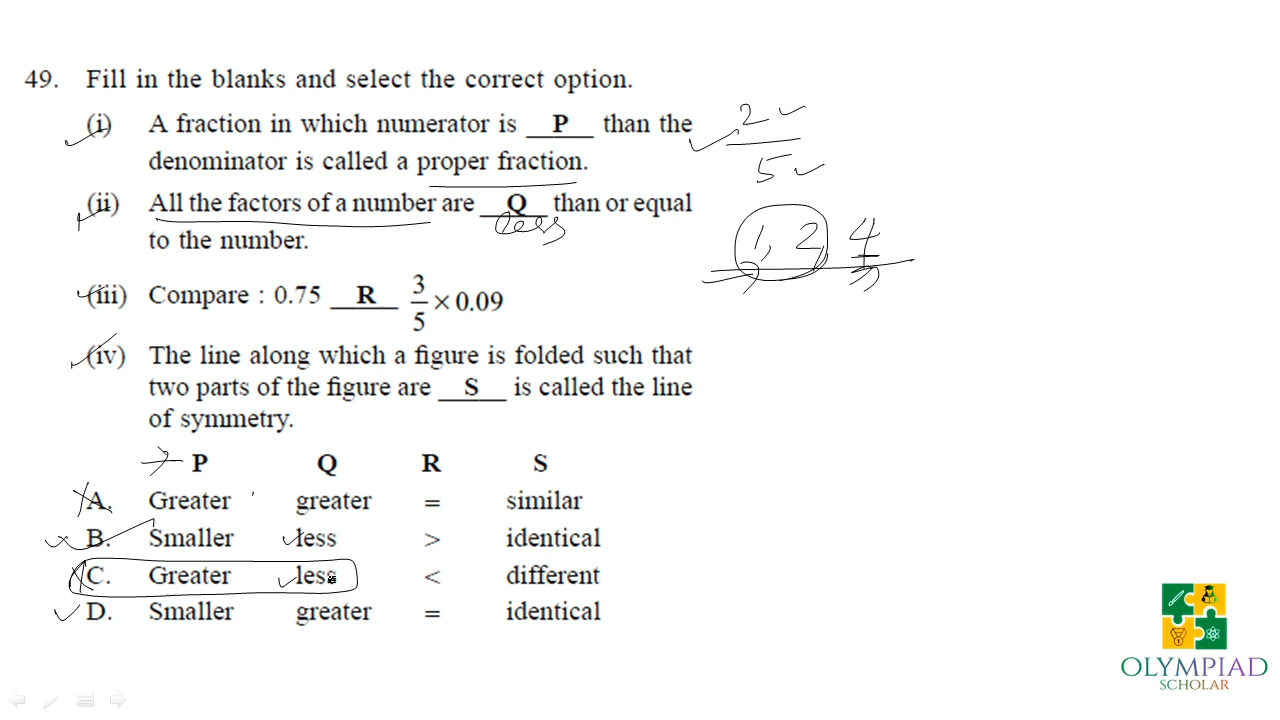 49. Fill in the blanks and select the correct option.
(i) A fraction in which numerator is P than the
denominator is called a proper fraction.
2
5
(ii) All the factors of a number are Q than or equal
to the number.
less
1, 2, 4
(iii) Compare : 0.75 R 3/5 × 0.09
(iv) The line along which a figure is folded such that
two parts of the figure are S is called the line
of symmetry.
P Q R S
A. Greater greater = similar
B. Smaller less > identical
C. Greater less < different
D. Smaller greater = identical
OLYMPIAD
SCHOLAR